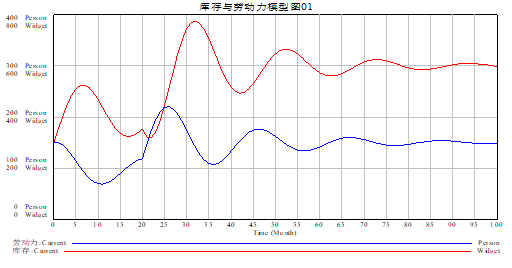 库存与劳动力模型图01
400 Person
800 Widget
300 Person
600 Widget
200 Person
400 Widget
100 Person
200 Widget
0 Person
0 Widget
0 5 10 15 20 25 30 35 40 45 50 55 60 65 70 75 80 85 90 95 100
Time (Month)
劳动力:Current Person
库存:Current Widget